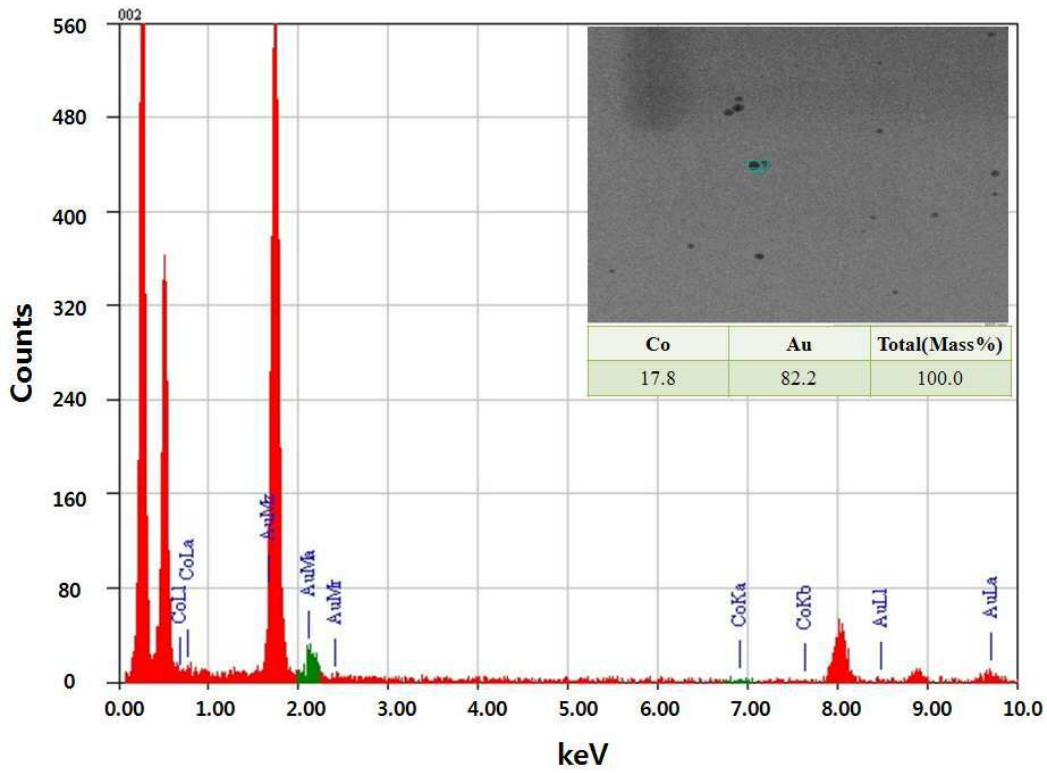 002
560
480
400
320
240
160
80
0
Counts
CoLl
CoLa
AuMz
AuMa
AuMr
CoKa
CoKb
AuLl
AuLa
Co Au Total(Mass%)
17.8 82.2 100.0
0.00 1.00 2.00 3.00 4.00 5.00 6.00 7.00 8.00 9.00 10.0
keV